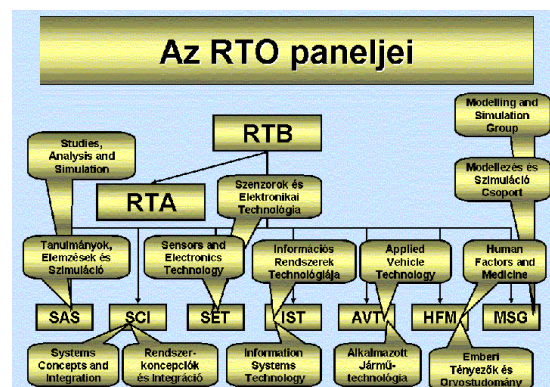 Az RTO paneljei
Modelling and
Simulation
Group
Studies,
Analysis and
Simulation
RTB
RTA
Szenzorok és
Elektronikai
Technológia
Modellezés és
Szimuláció
Csoport
Tanulmányok,
Elemzések és
Szimuláció
Sensors and
Electronics
Technology
Információs
Rendszerek
Technológiája
Applied
Vehicle
Technology
Human
Factors and
Medicine
SAS
SCI
SET
IST
AVT
HFM
MSG
Systems
Concepts and
Integration
Rendszer-
koncepciók
és Integráció
Information
Systems
Technology
Alkalmazott
Jármű-
technológia
Emberi
Tényezők és
Orvostudomány